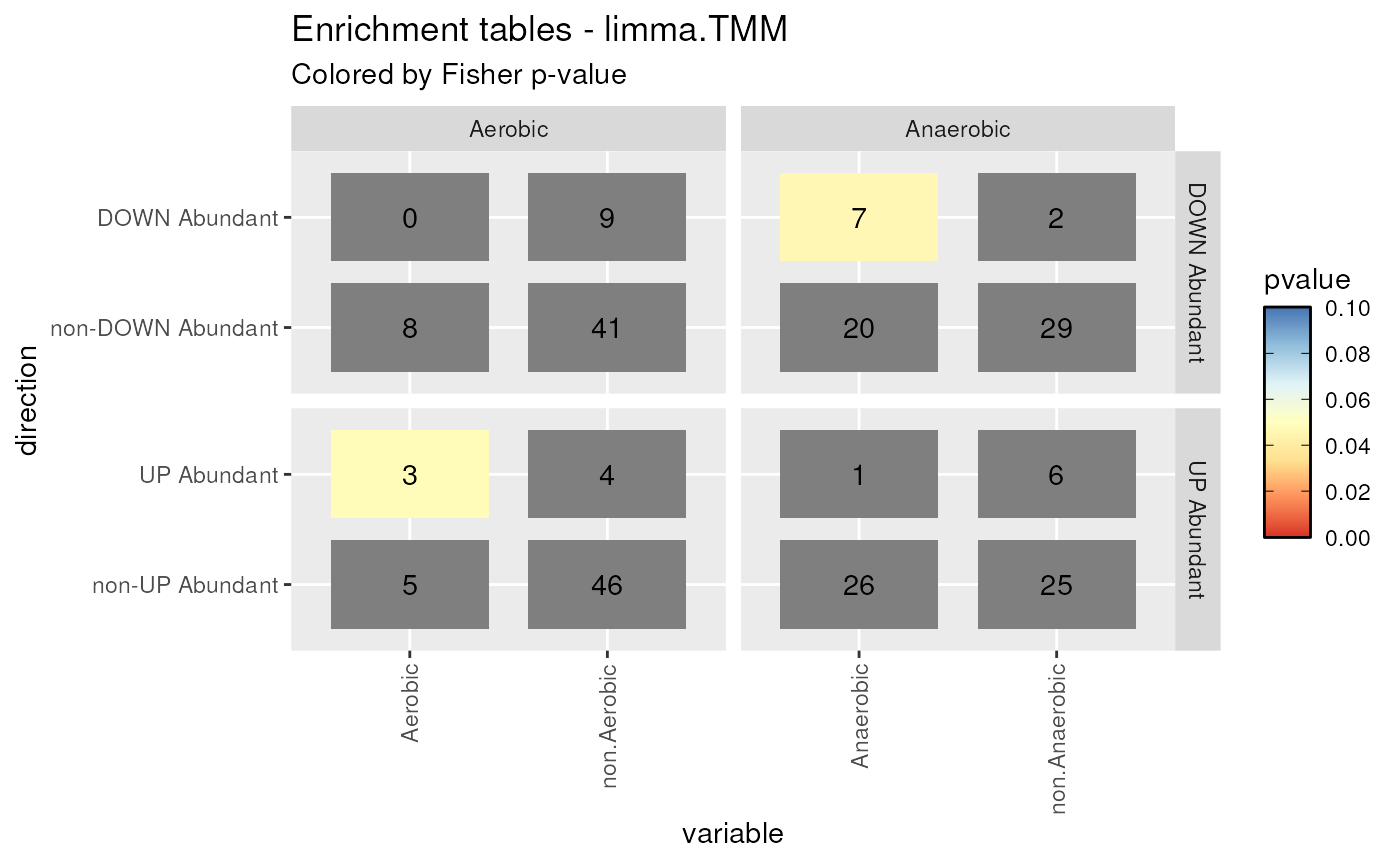 Enrichment tables - limma.TMM
Colored by Fisher p-value
Aerobic
Anaerobic
DOWN Abundant
0
9
7
2
DOWN Abundant
non-DOWN Abundant
8
41
20
29
UP Abundant
3
4
1
6
UP Abundant
non-UP Abundant
5
46
26
25
direction
Aerobic
non.Aerobic
Anaerobic
non.Anaerobic
variable
pvalue
0.10
0.08
0.06
0.04
0.02
0.00